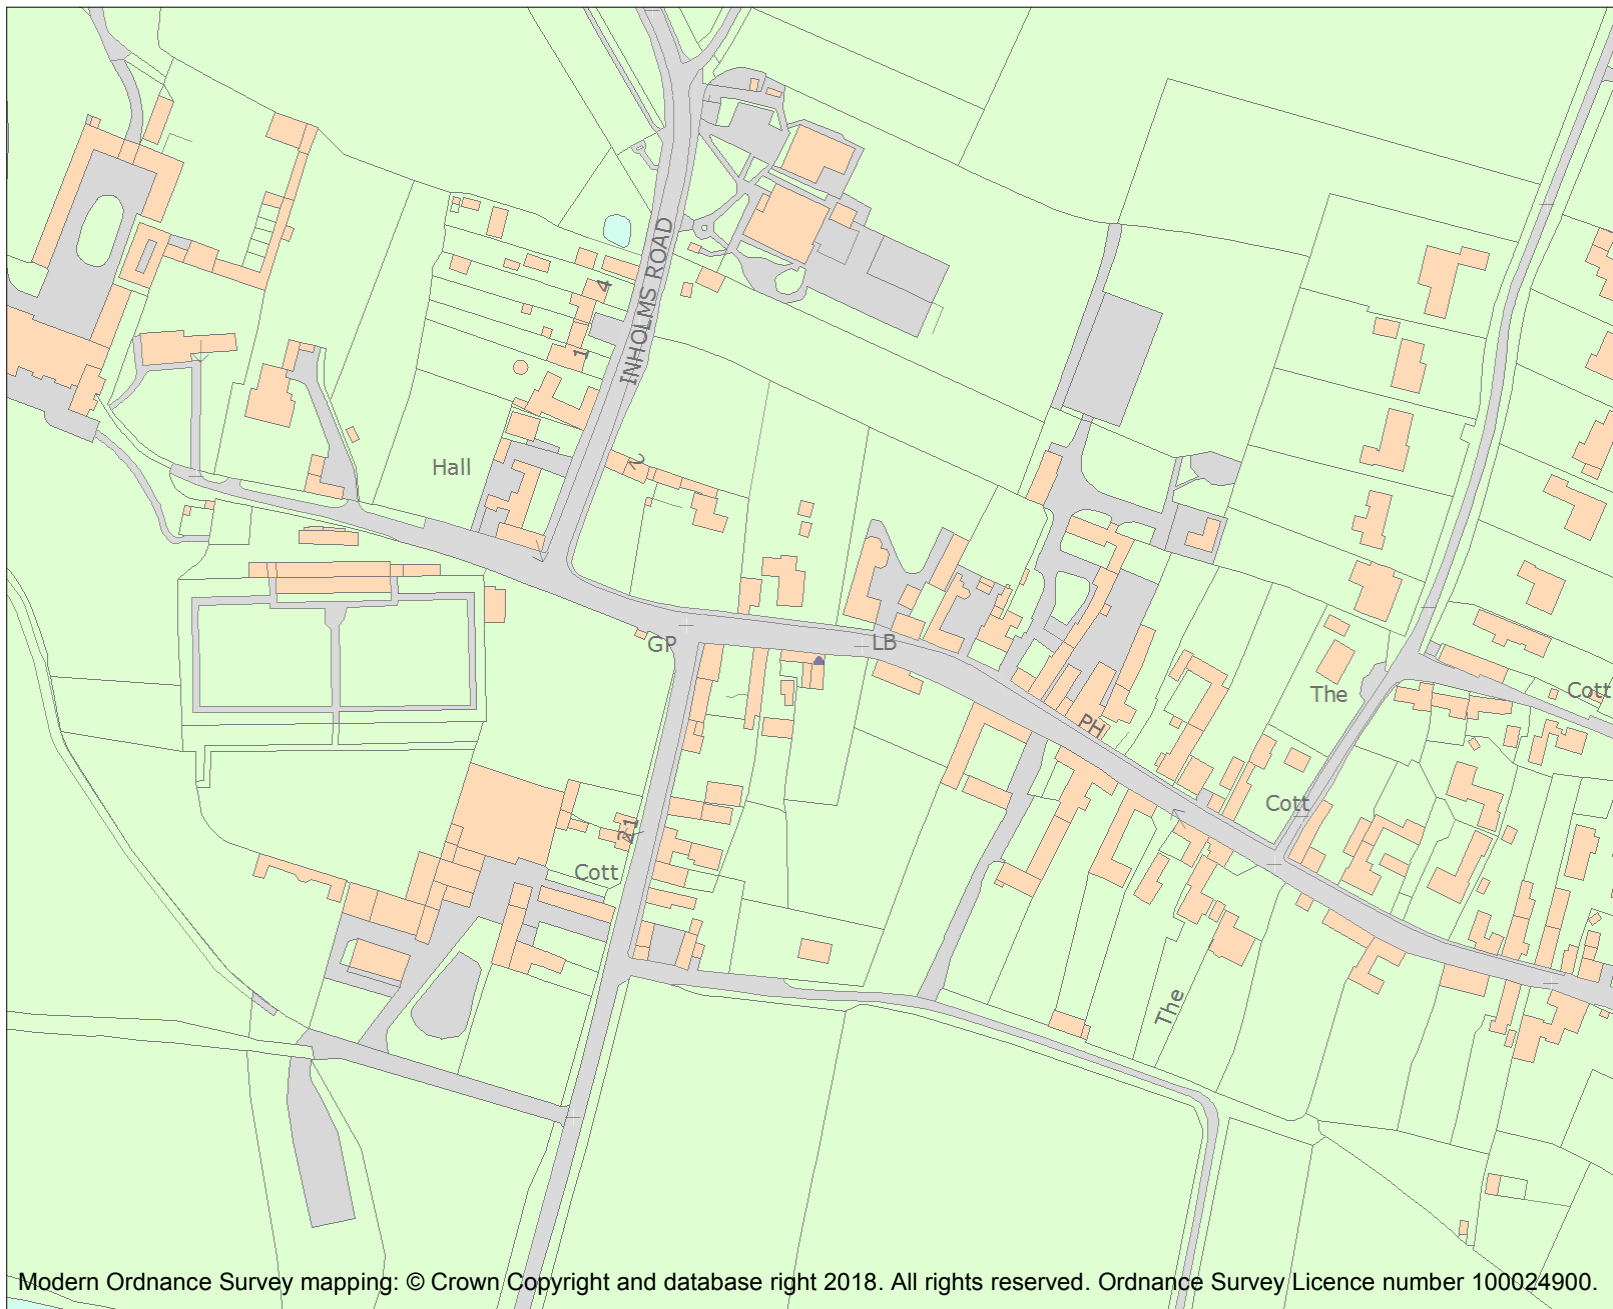 INHOLMS ROAD
4
1
Hall
2
GP
LB
The
Cott
PH
Cott
21
Cott
The
Modern Ordnance Survey mapping: © Crown Copyright and database right 2018. All rights reserved. Ordnance Survey Licence number 100024900.